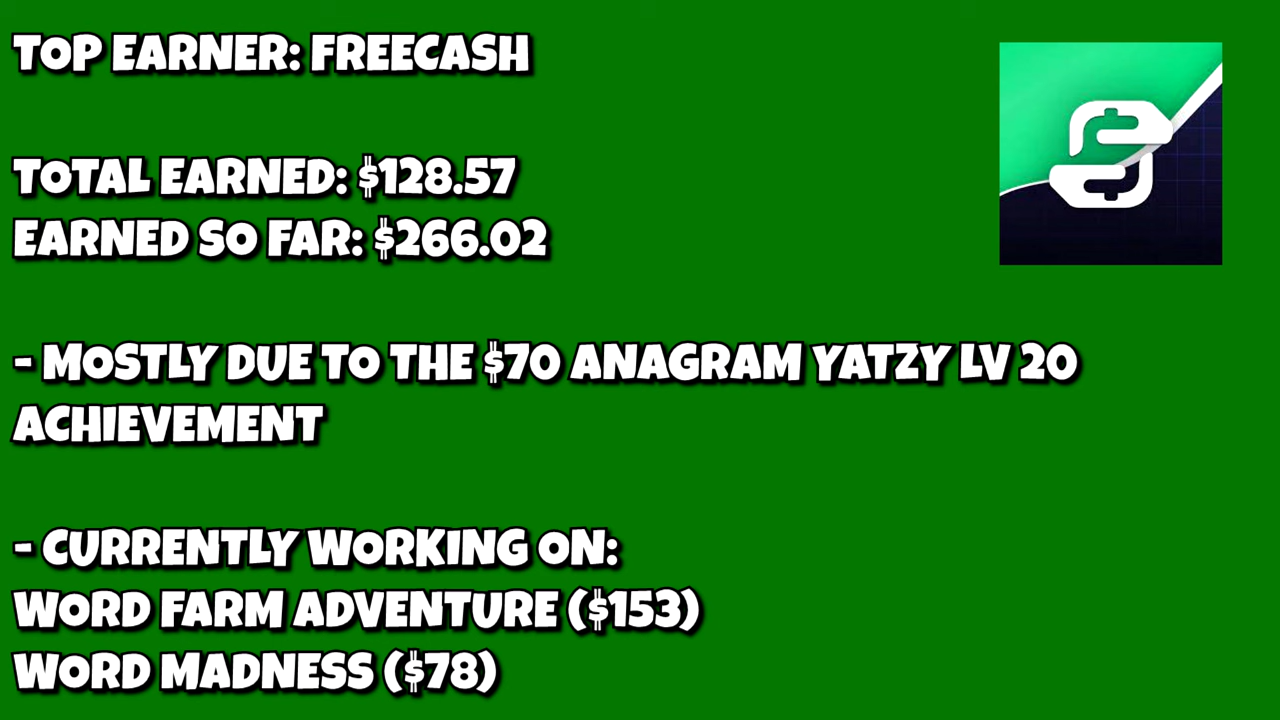 TOP EARNER: FREECASH
TOTAL EARNED: $128.57
EARNED SO FAR: $266.02
- MOSTLY DUE TO THE $70 ANAGRAM YATZY LV 20
ACHIEVEMENT
- CURRENTLY WORKING ON:
WORD FARM ADVENTURE ($153)
WORD MADNESS ($78)